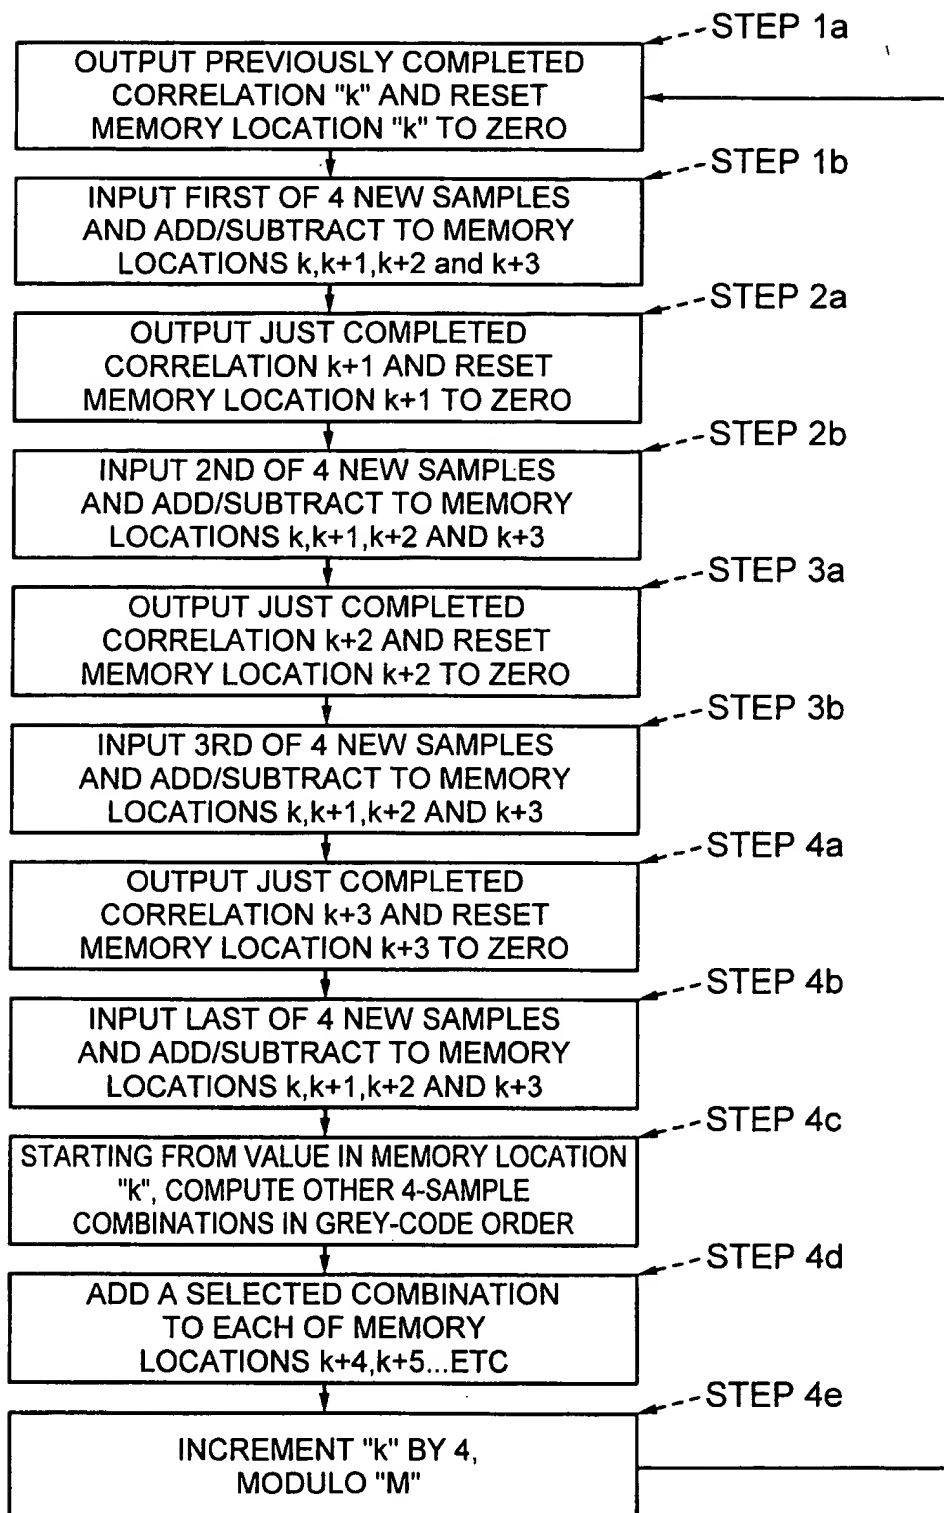 STEP 1a
OUTPUT PREVIOUSLY COMPLETED
CORRELATION "k" AND RESET
MEMORY LOCATION "k" TO ZERO
STEP 1b
INPUT FIRST OF 4 NEW SAMPLES
AND ADD/SUBTRACT TO MEMORY
LOCATIONS k,k+1,k+2 and k+3
STEP 2a
OUTPUT JUST COMPLETED
CORRELATION k+1 AND RESET
MEMORY LOCATION k+1 TO ZERO
STEP 2b
INPUT 2ND OF 4 NEW SAMPLES
AND ADD/SUBTRACT TO MEMORY
LOCATIONS k,k+1,k+2 AND k+3
STEP 3a
OUTPUT JUST COMPLETED
CORRELATION k+2 AND RESET
MEMORY LOCATION k+2 TO ZERO
STEP 3b
INPUT 3RD OF 4 NEW SAMPLES
AND ADD/SUBTRACT TO MEMORY
LOCATIONS k,k+1,k+2 AND k+3
STEP 4a
OUTPUT JUST COMPLETED
CORRELATION k+3 AND RESET
MEMORY LOCATION k+3 TO ZERO
STEP 4b
INPUT LAST OF 4 NEW SAMPLES
AND ADD/SUBTRACT TO MEMORY
LOCATIONS k,k+1,k+2 AND k+3
STEP 4c
STARTING FROM VALUE IN MEMORY LOCATION
"k", COMPUTE OTHER 4-SAMPLE
COMBINATIONS IN GREY-CODE ORDER
STEP 4d
ADD A SELECTED COMBINATION
TO EACH OF MEMORY
LOCATIONS k+4,k+5...ETC
STEP 4e
INCREMENT "k" BY 4,
MODULO "M"